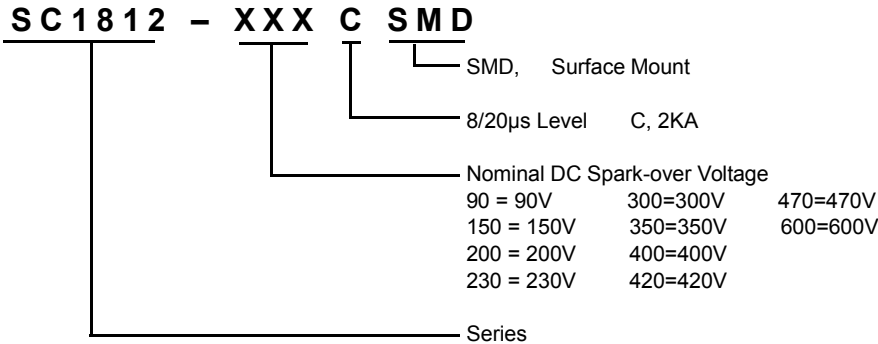 SC1812 – XXX C SMD
SMD, Surface Mount
8/20µs Level C, 2KA
Nominal DC Spark-over Voltage
90 = 90V 300=300V 470=470V
150 = 150V 350=350V 600=600V
200 = 200V 400=400V
230 = 230V 420=420V
Series